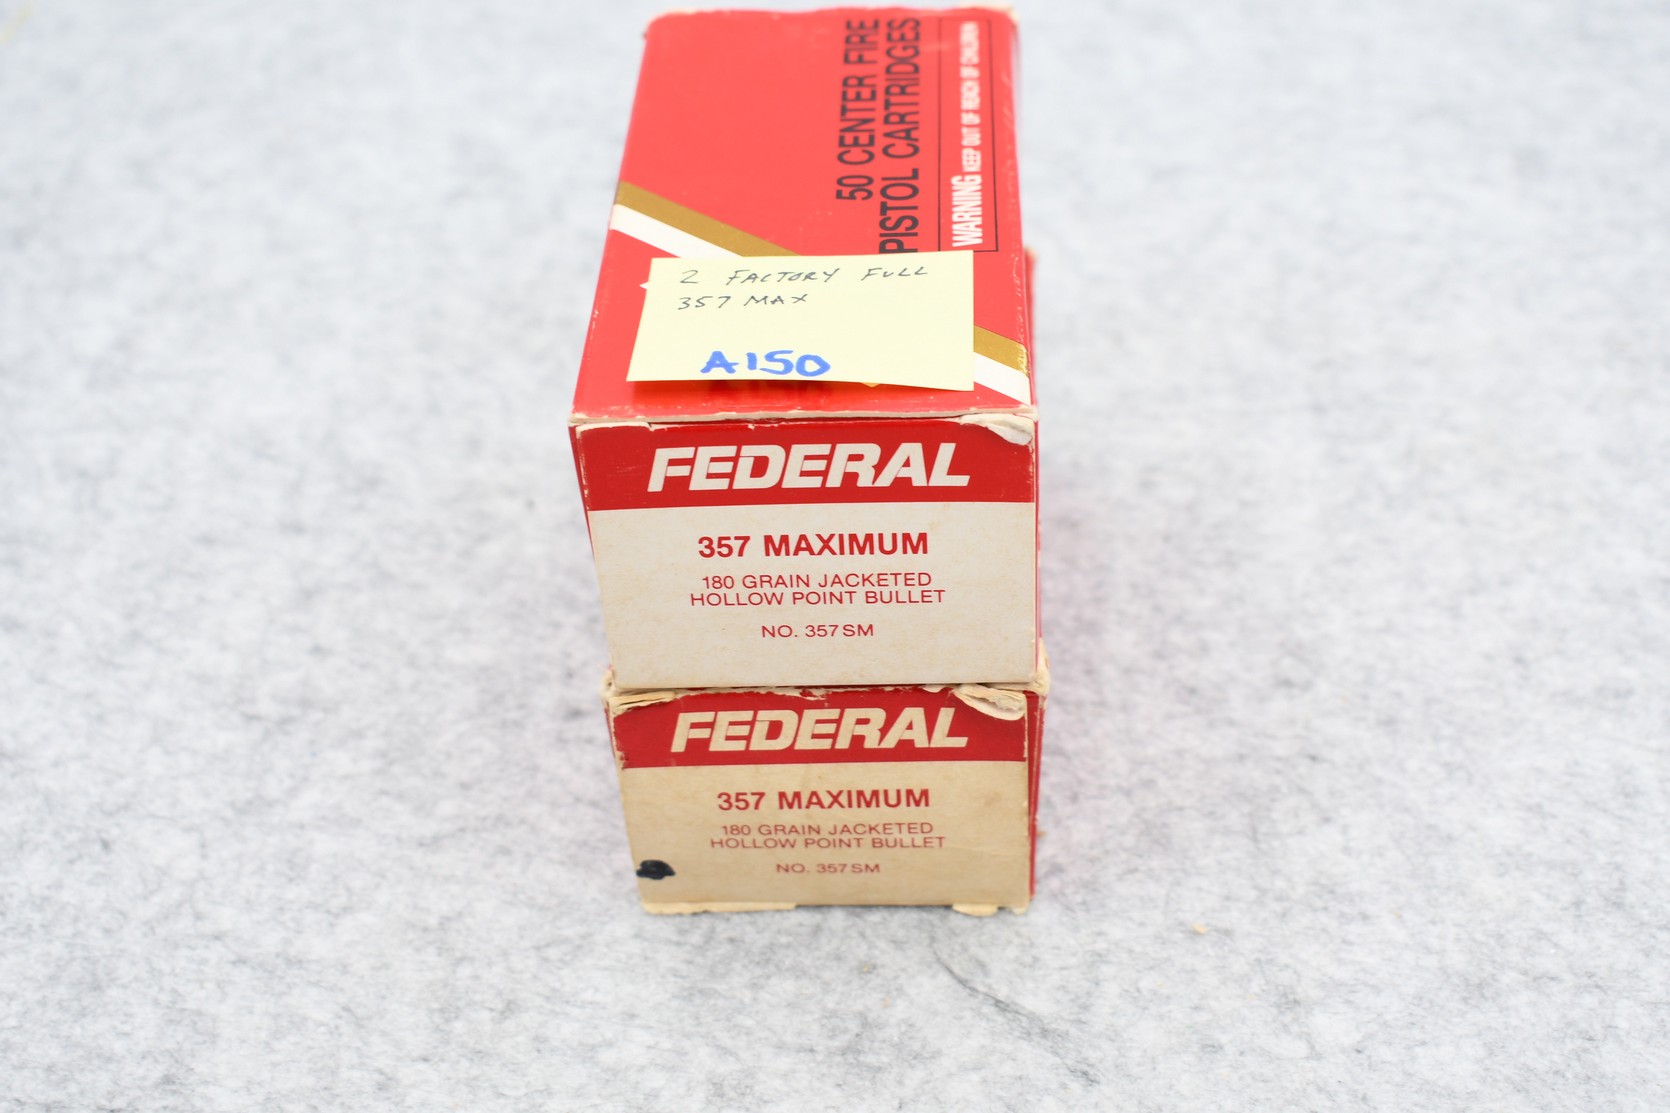 50 CENTER FIRE
PISTOL CARTRIDGES
WARNING KEEP OUT OF REACH OF CHILDREN
2 FACTORY FULL
357 MAX
A150
FEDERAL
357 MAXIMUM
180 GRAIN JACKETED
HOLLOW POINT BULLET
NO. 357SM
FEDERAL
357 MAXIMUM
180 GRAIN JACKETED
HOLLOW POINT BULLET
NO. 357SM